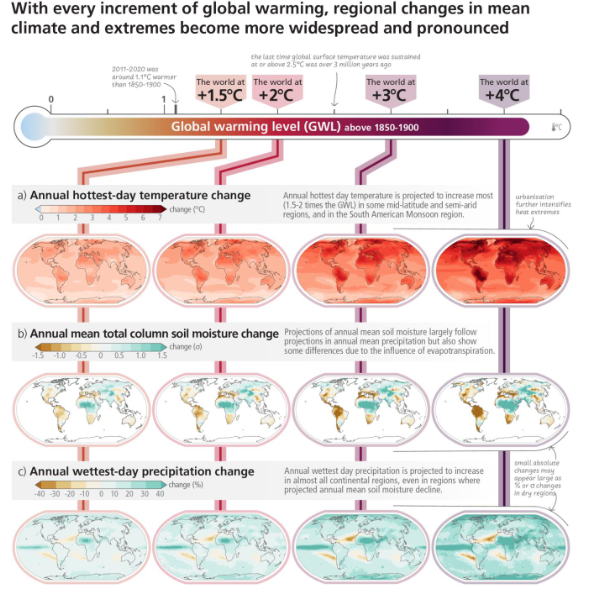 With every increment of global warming, regional changes in mean
climate and extremes become more widespread and pronounced
2011-2020 was
around 1.1°C warmer
than 1850-1900
the last time global surface temperature was sustained
at or above 2.5°C was over 3 million years ago
The world at
+1.5°C
The world at
+2°C
The world at
+3°C
The world at
+4°C
0
1
Global warming level (GWL) above 1850-1900
°C
a) Annual hottest-day temperature change
0 1 2 3 4 5 6 7
change (°C)
Annual hottest day temperature is projected to increase most
(1.5-2 times the GWL) in some mid-latitude and semi-arid
regions, and in the South American Monsoon region.
urbanisation
further intensifies
heat extremes
b) Annual mean total column soil moisture change
-1.5 -1.0 -0.5 0 0.5 1.0 1.5
change (σ)
Projections of annual mean soil moisture largely follow
projections in annual mean precipitation but also show
some differences due to the influence of evapotranspiration.
c) Annual wettest-day precipitation change
-40 -30 -20 -10 0 10 20 30 40
change (%)
Annual wettest day precipitation is projected to increase
in almost all continental regions, even in regions where
projected annual mean soil moisture decline.
small absolute
changes may
appear large as
% or σ changes
in dry regions